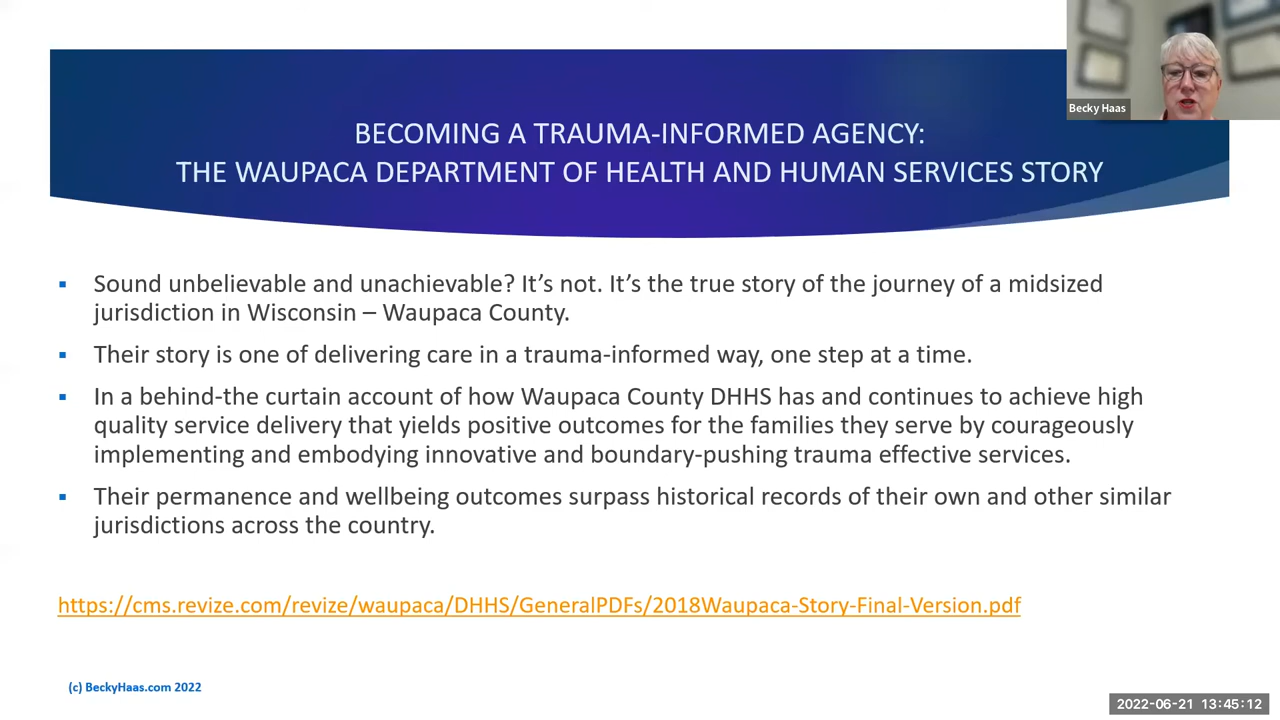 Becky Haas
BECOMING A TRAUMA-INFORMED AGENCY:
THE WAUPACA DEPARTMENT OF HEALTH AND HUMAN SERVICES STORY
▪ Sound unbelievable and unachievable? It’s not. It’s the true story of the journey of a midsized
jurisdiction in Wisconsin – Waupaca County.
▪ Their story is one of delivering care in a trauma-informed way, one step at a time.
▪ In a behind-the curtain account of how Waupaca County DHHS has and continues to achieve high
quality service delivery that yields positive outcomes for the families they serve by courageously
implementing and embodying innovative and boundary-pushing trauma effective services.
▪ Their permanence and wellbeing outcomes surpass historical records of their own and other similar
jurisdictions across the country.
https://cms.revize.com/revize/waupaca/DHHS/GeneralPDFs/2018Waupaca-Story-Final-Version.pdf
(c) BeckyHaas.com 2022
2022-06-21 13:45:12